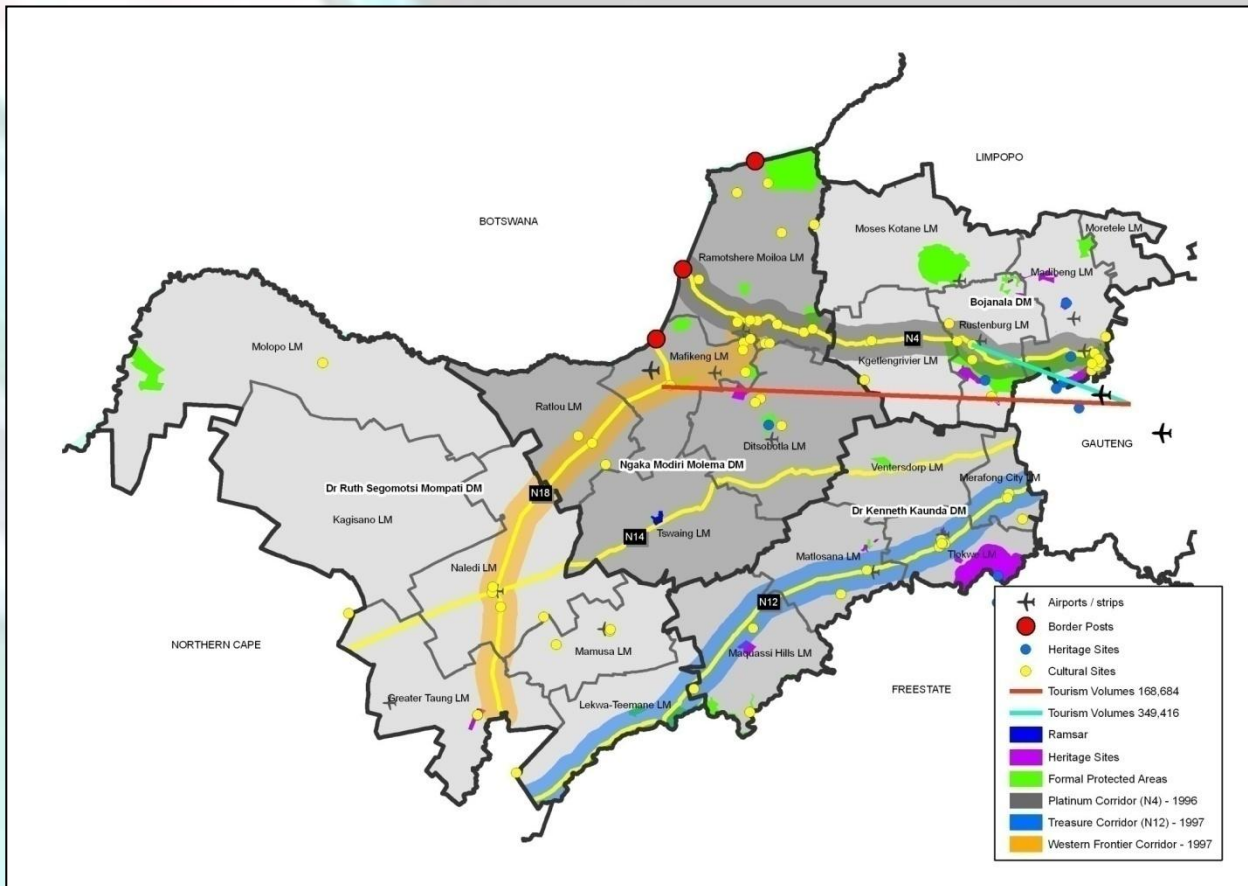 LIMPOPO
BOTSWANA
Moses Kotane LM
Moretele LM
Ramotshere Moiloa LM
Madibeng LM
Bojanala DM
Rustenburg LM
N4
Molopo LM
Mafikeng LM
Kgetlengrivier LM
Ratlou LM
GAUTENG
Ditsobotla LM
Ngaka Modiri Molema DM
Ventersdorp LM
Merafong City LM
Dr Ruth Segomotsi Mompati DM
N18
Dr Kenneth Kaunda DM
Kagisano LM
Tswaing LM
N14
Matlosana LM
Tlokwe LM
Naledi LM
N12
NORTHERN CAPE
Mamusa LM
Maquassi Hills LM
FREESTATE
Greater Taung LM
Lekwa-Teemane LM
Airports / strips
Border Posts
Heritage Sites
Cultural Sites
Tourism Volumes 168,684
Tourism Volumes 349,416
Ramsar
Heritage Sites
Formal Protected Areas
Platinum Corridor (N4) - 1996
Treasure Corridor (N12) - 1997
Western Frontier Corridor - 1997